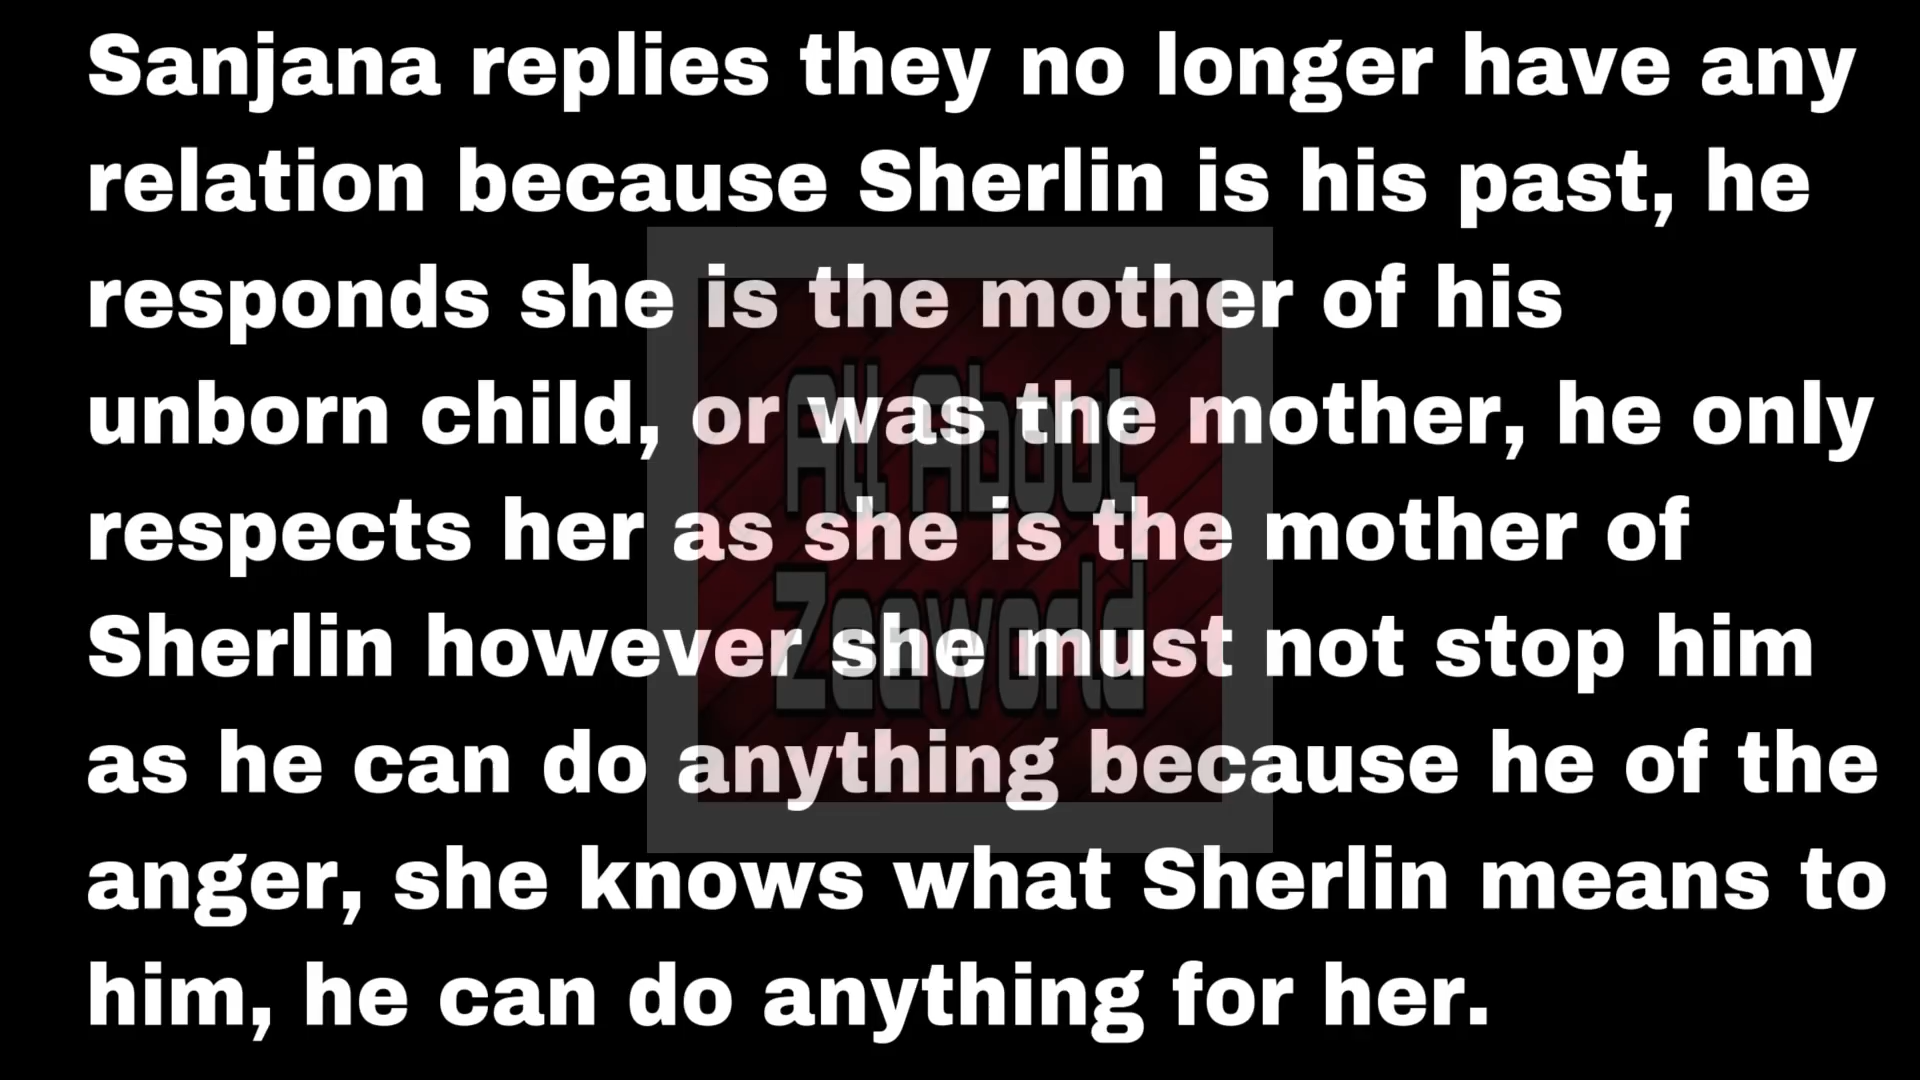 Sanjana replies they no longer have any
relation because Sherlin is his past, he
responds she is the mother of his
unborn child, or was the mother, he only
respects her as she is the mother of
Sherlin however she must not stop him
as he can do anything because he of the
anger, she knows what Sherlin means to
him, he can do anything for her.
All About
Zeeworld